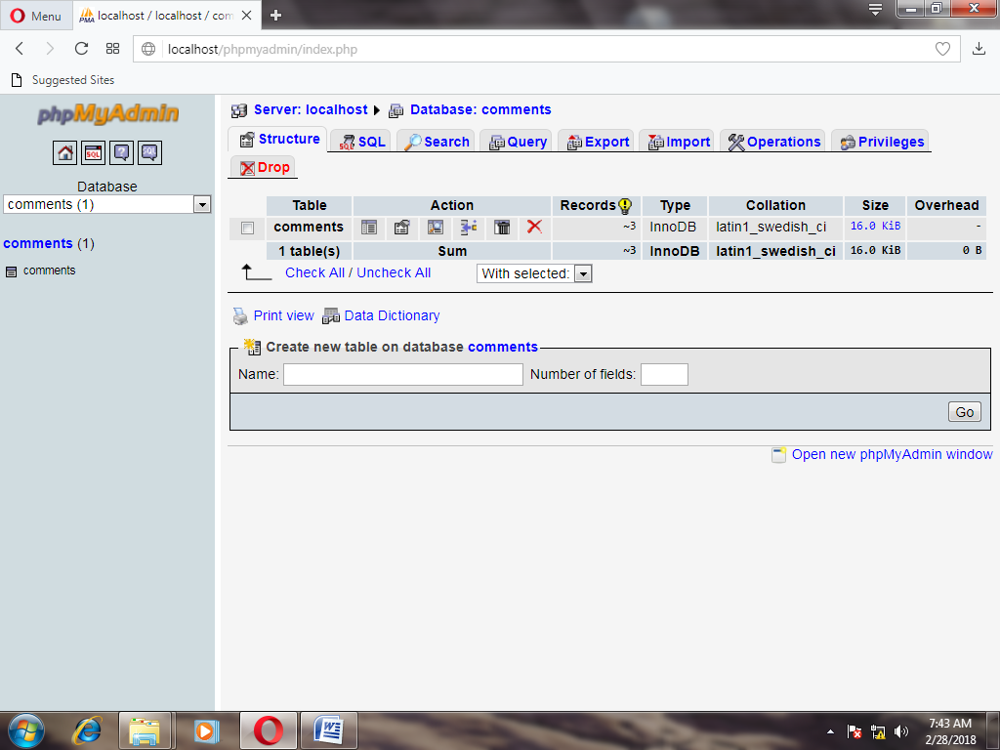 Menu
localhost / localhost / com
localhost/phpmyadmin/index.php
Suggested Sites
phpMyAdmin
SQL
Database
comments (1)
comments (1)
comments
Server: localhost Database: comments
Structure SQL Search Query Export Import Operations Privileges
Drop
Table Action Records Type Collation Size Overhead
comments ~3 InnoDB latin1_swedish_ci 16.0 KiB -
1 table(s) Sum ~3 InnoDB latin1_swedish_ci 16.0 KiB 0 B
Check All / Uncheck All With selected:
Print view Data Dictionary
Create new table on database comments
Name: Number of fields:
Go
Open new phpMyAdmin window
7:43 AM
2/28/2018